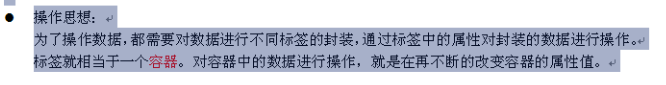 ● 操作思想：
为了操作数据,都需要对数据进行不同标签的封装,通过标签中的属性对封装的数据进行操作。
标签就相当于一个容器。对容器中的数据进行操作，就是在再不断的改变容器的属性值。